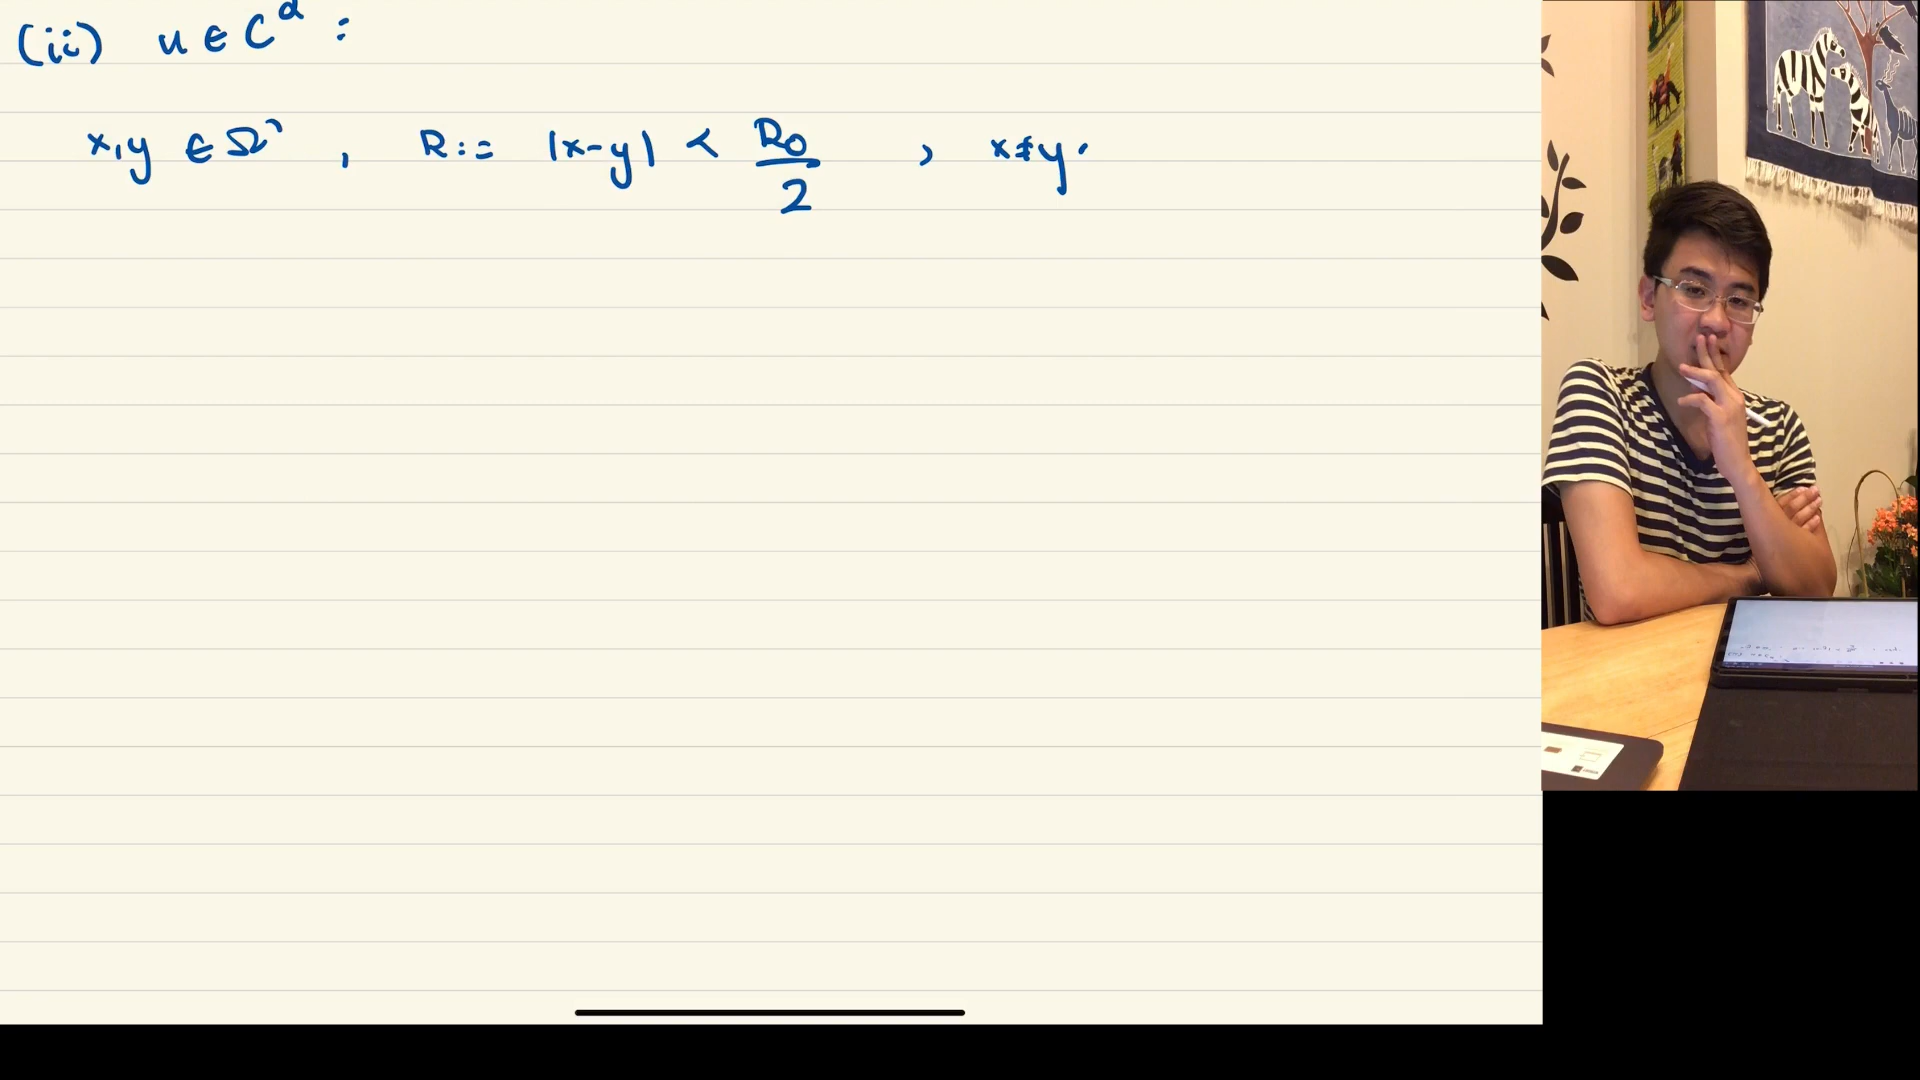 (ii) u ∈ C^α :
x,y ∈ Ω' , R := |x-y| < R₀/2 , x≠y.